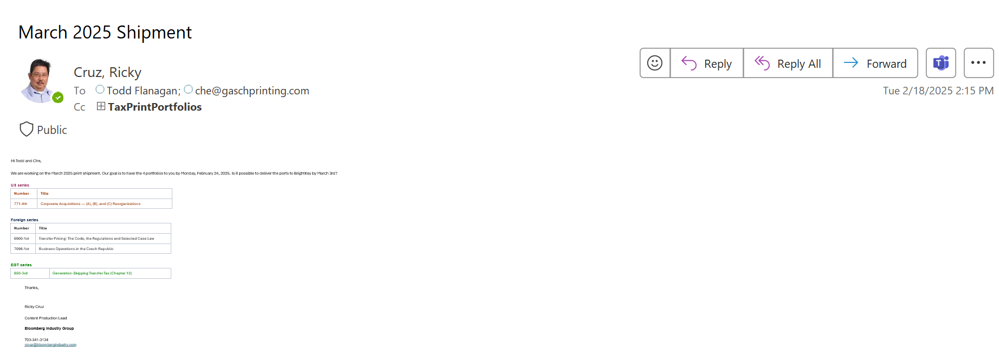 March 2025 Shipment
Cruz, Ricky
To Todd Flanagan; che@gaschprinting.com
Cc TaxPrintPortfolios
Reply
Reply All
Forward
Tue 2/18/2025 2:15 PM
Public
Hi Todd and Che,
We are working on the March 2025 print shipment. Our goal is to have the 4 portfolios to you by Monday, February 24, 2025. Is it possible to deliver the ports to BrightKey by March 3rd?
US series
Number Title
771-4th Corporate Acquisitions — (A), (B), and (C) Reorganizations
Foreign series
Number Title
6900-1st Transfer Pricing: The Code, the Regulations and Selected Case Law
7098-1st Business Operations in the Czech Republic
EGT series
850-3rd Generation-Skipping Transfer Tax (Chapter 13)
Thanks,
Ricky Cruz
Content Production Lead
Bloomberg Industry Group
703-341-3134
rcruz@bloombergindustry.com